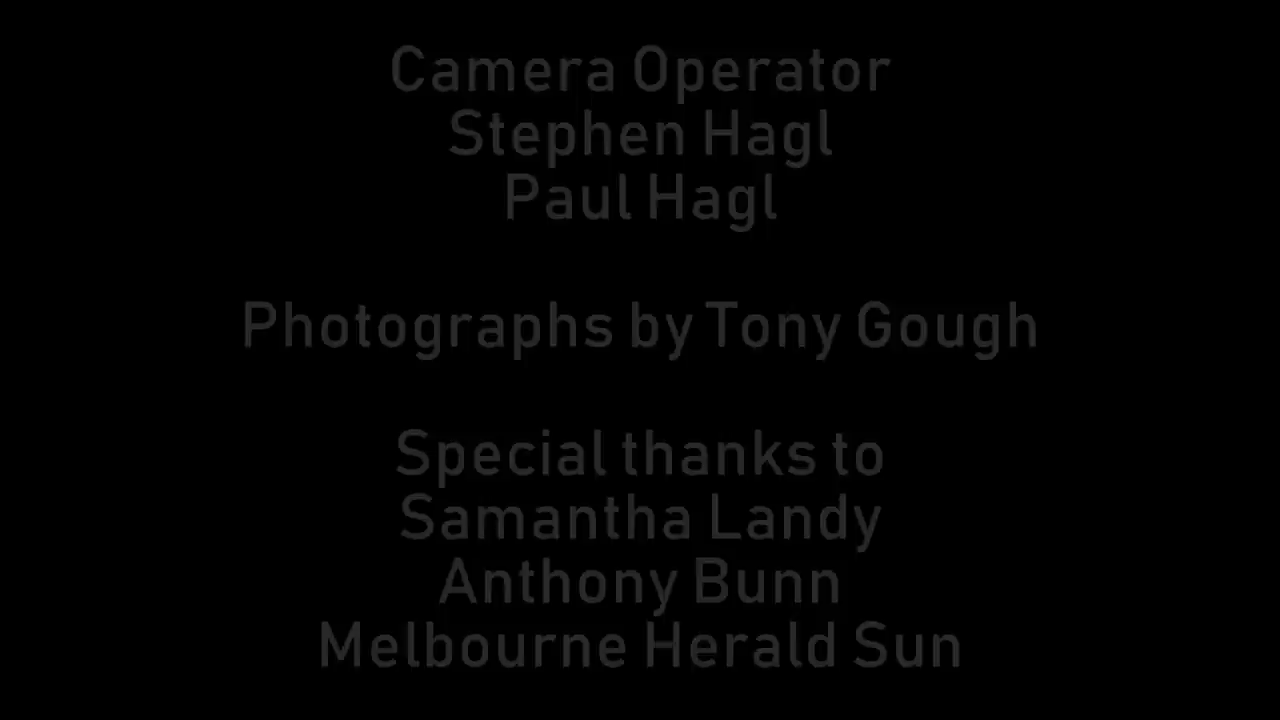 Camera Operator
Stephen Hagl
Paul Hagl
Photographs by Tony Gough
Special thanks to
Samantha Landy
Anthony Bunn
Melbourne Herald Sun